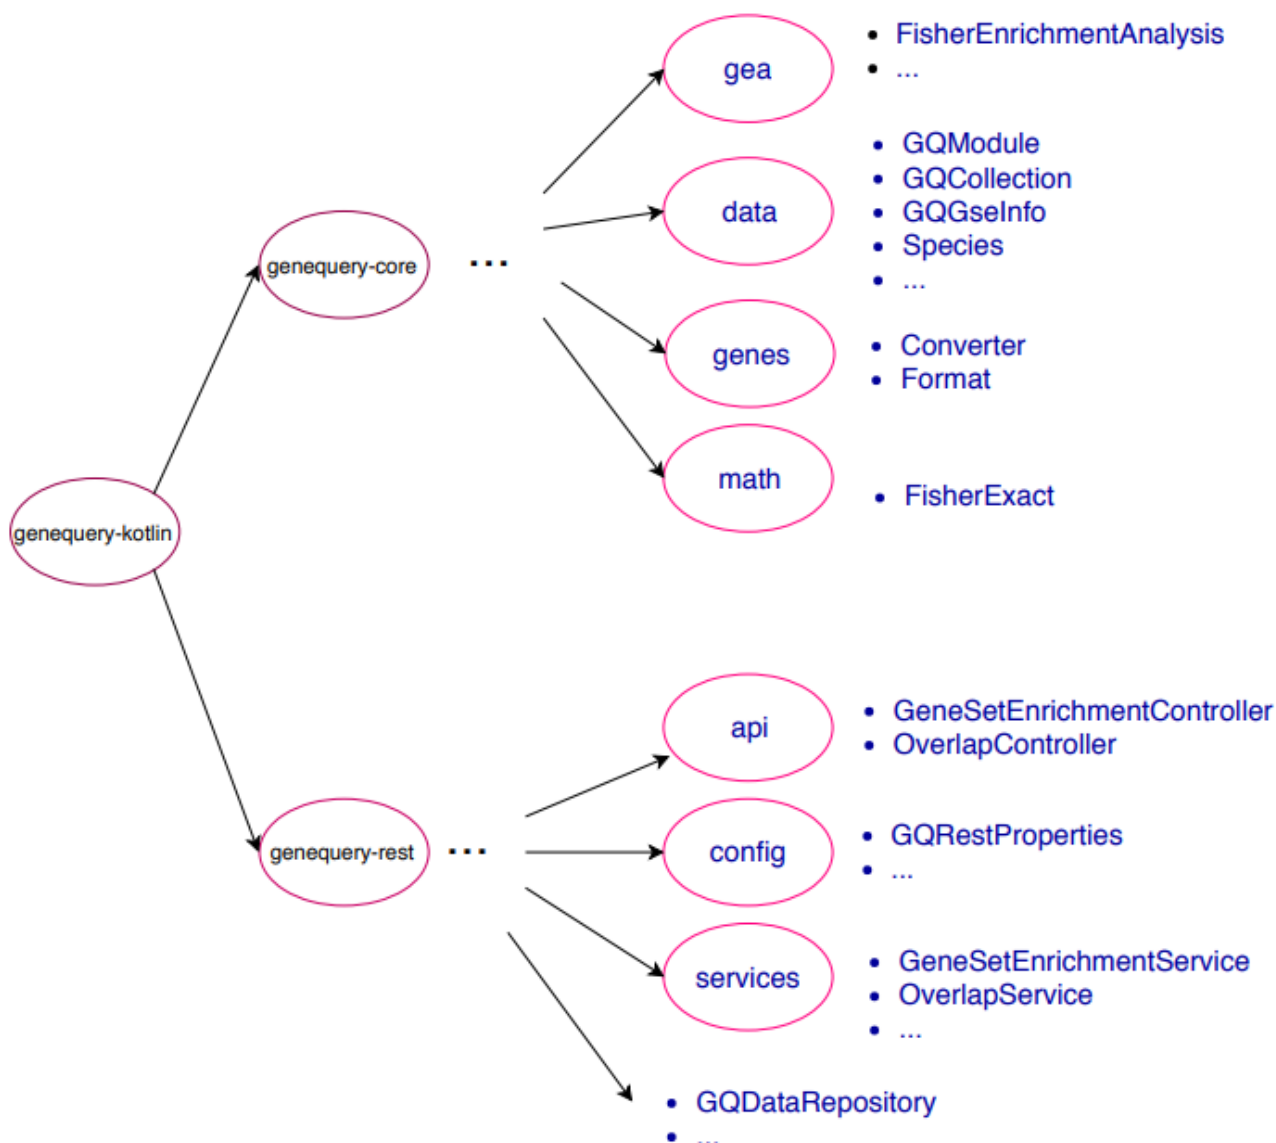 gea
• FisherEnrichmentAnalysis
• ...
data
• GQModule
• GQCollection
• GQGseInfo
• Species
• ...
genequery-core
...
genes
• Converter
• Format
math
• FisherExact
genequery-kotlin
api
• GeneSetEnrichmentController
• OverlapController
genequery-rest
...
config
• GQRestProperties
• ...
services
• GeneSetEnrichmentService
• OverlapService
• ...
• GQDataRepository
• ...